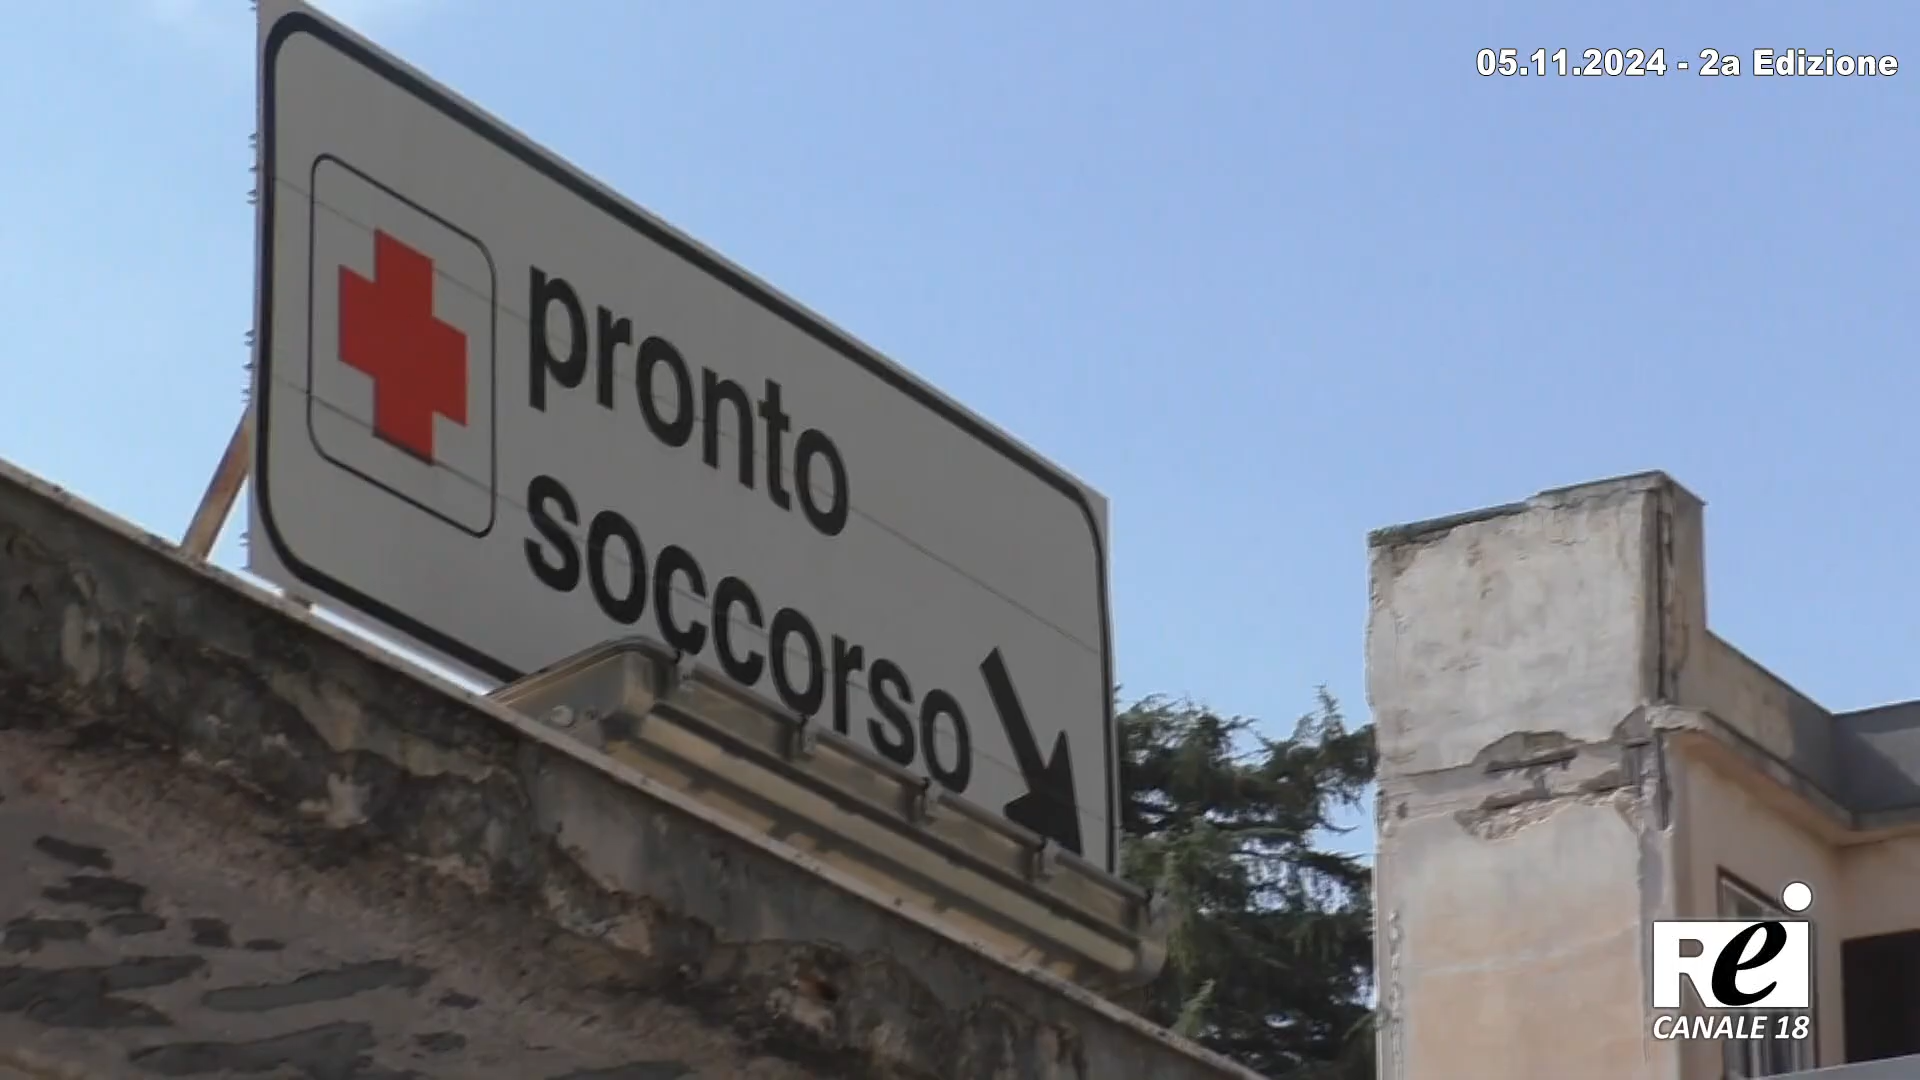 05.11.2024 - 2a Edizione
pronto
soccorso
Rei
CANALE 18